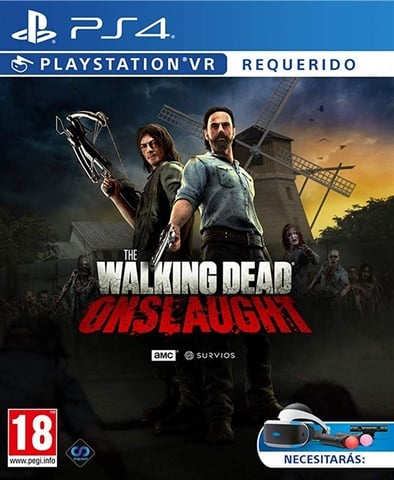 PS4
PLAYSTATION®VR REQUERIDO
THE
WALKING DEAD
ONSLAUGHT
amc SURVIOS
18
www.pegi.info
NECESITARÁS: